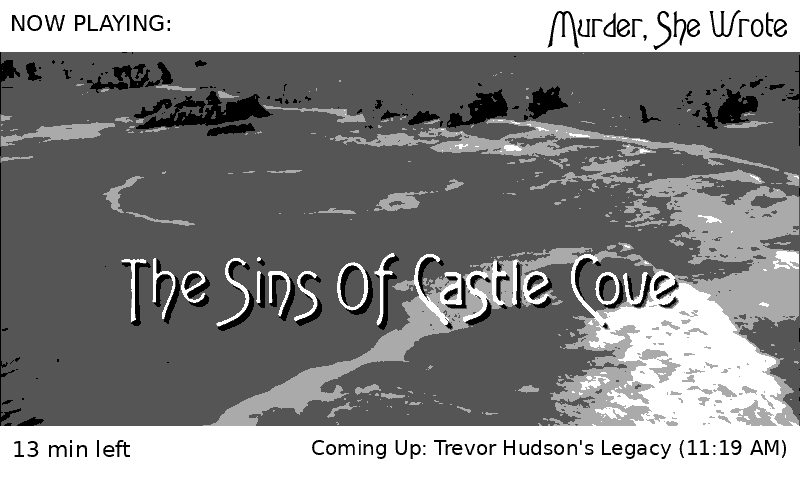 NOW PLAYING:
Murder, She Wrote
The Sins Of Castle Cove
13 min left
Coming Up: Trevor Hudson's Legacy (11:19 AM)